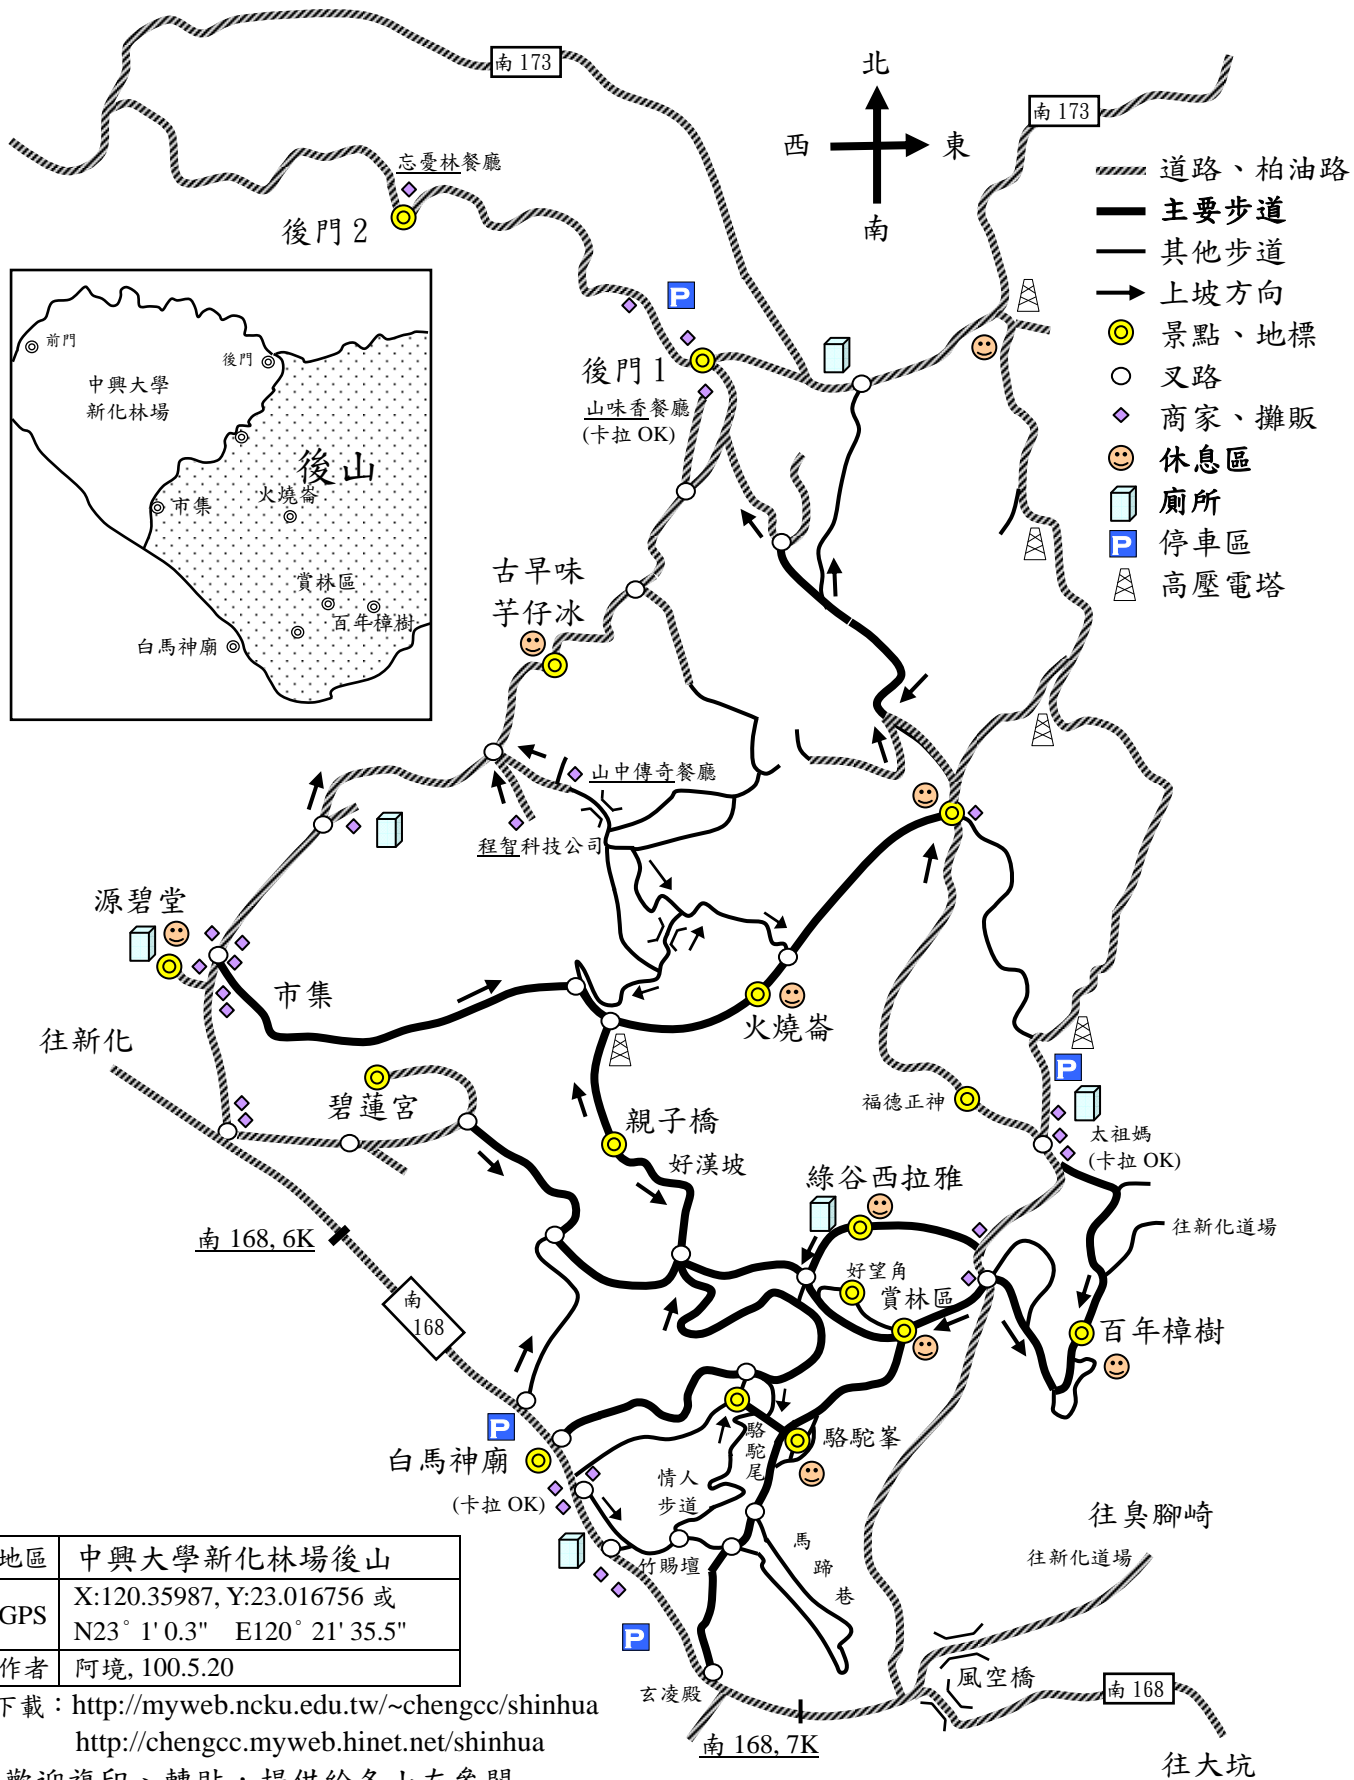 南 173
北
西
東
南
南 173
道路、柏油路
主要步道
其他步道
上坡方向
景點、地標
叉路
商家、攤販
休息區
廁所
P 停車區
高壓電塔
忘憂林餐廳
後門 2
前門
後門
中興大學
新化林場
後山
市集
火燒崙
賞林區
百年樟樹
白馬神廟
P
後門 1
山味香餐廳
(卡拉 OK)
古早味
芋仔冰
山中傳奇餐廳
程智科技公司
源碧堂
市集
往新化
火燒崙
碧蓮宮
親子橋
好漢坡
福德正神
P
太祖媽
(卡拉 OK)
綠谷西拉雅
往新化道場
南 168, 6K
好望角
賞林區
百年樟樹
南
168
P
白馬神廟
(卡拉 OK)
駱駝尾
駱駝峯
情人
步道
竹賜壇
馬蹄巷
往臭腳崎
往新化道場
P
玄凌殿
風空橋
南 168
南 168, 7K
往大坑
地區 中興大學新化林場後山
GPS X:120.35987, Y:23.016756 或
N23° 1' 0.3" E120° 21' 35.5"
作者 阿境, 100.5.20
下載：http://myweb.ncku.edu.tw/~chengcc/shinhua
http://chengcc.myweb.hinet.net/shinhua